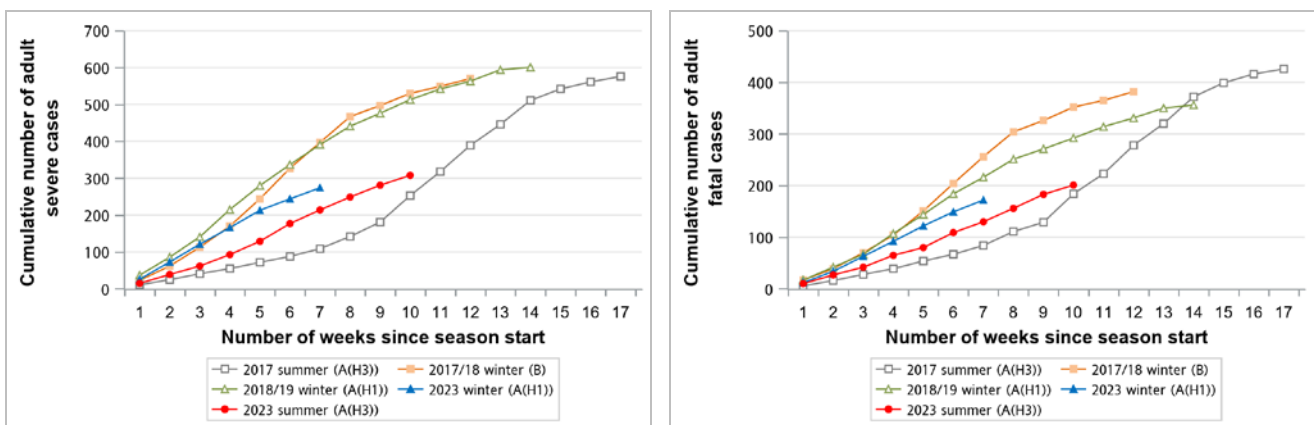 Cumulative number of adult
severe cases
700
600
500
400
300
200
100
0
1 2 3 4 5 6 7 8 9 10 11 12 13 14 15 16 17
Number of weeks since season start
2017 summer (A(H3)) 2017/18 winter (B)
2018/19 winter (A(H1)) 2023 winter (A(H1))
2023 summer (A(H3))
Cumulative number of adult
fatal cases
500
400
300
200
100
0
1 2 3 4 5 6 7 8 9 10 11 12 13 14 15 16 17
Number of weeks since season start
2017 summer (A(H3)) 2017/18 winter (B)
2018/19 winter (A(H1)) 2023 winter (A(H1))
2023 summer (A(H3))